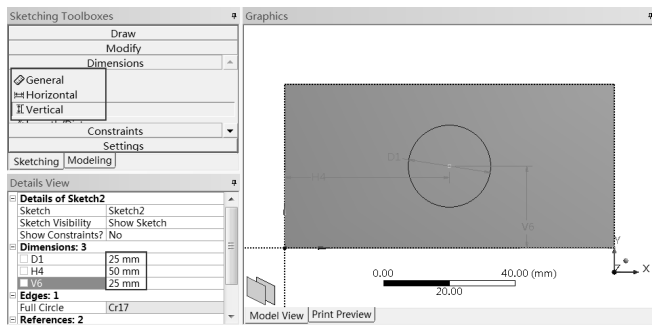 Sketching Toolboxes
Draw
Modify
Dimensions
General
Horizontal
Vertical
Constraints
Settings
Sketching Modeling
Details View
Details of Sketch2
Sketch Sketch2
Sketch Visibility Show Sketch
Show Constraints? No
Dimensions: 3
D1 25 mm
H4 50 mm
V6 25 mm
Edges: 1
Full Circle Cr17
References: 2
Graphics
D1
H4
V6
Y
Z X
0.00 40.00 (mm)
20.00
Model View Print Preview